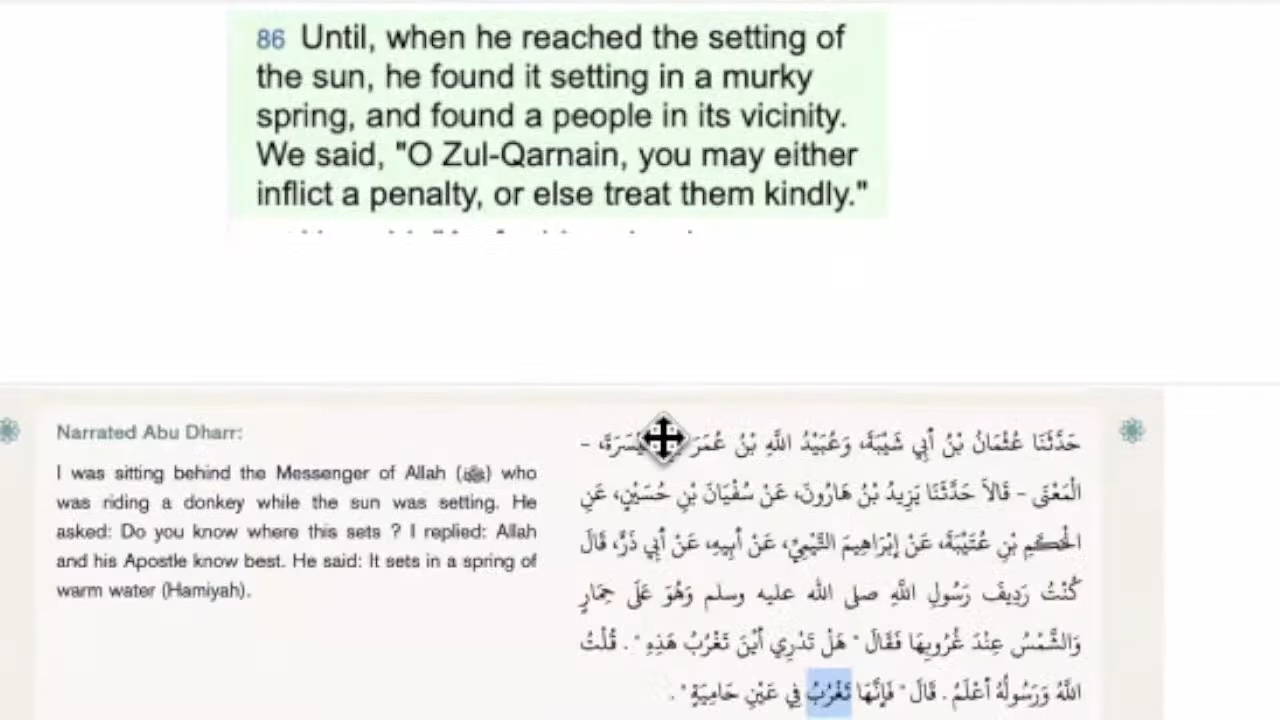 86 Until, when he reached the setting of
the sun, he found it setting in a murky
spring, and found a people in its vicinity.
We said, "O Zul-Qarnain, you may either
inflict a penalty, or else treat them kindly."
Narrated Abu Dharr:
I was sitting behind the Messenger of Allah (ﷺ) who
was riding a donkey while the sun was setting. He
asked: Do you know where this sets ? I replied: Allah
and his Apostle know best. He said: It sets in a spring of
warm water (Hamiyah).
حَدَّثَنَا عُثْمَانُ بْنُ أَبِي شَيْبَةَ، وَعُبَيْدُ اللَّهِ بْنُ عُمَرَ -
الْمَعْنَى - قَالاَ حَدَّثَنَا يَزِيدُ بْنُ هَارُونَ، عَنْ سُفْيَانَ بْنِ حُسَيْنٍ، عَنِ
الْحَكَمِ بْنِ عُتَيْبَةَ، عَنْ إِبْرَاهِيمَ التَّيْمِيِّ، عَنْ أَبِيهِ، عَنْ أَبِي ذَرٍّ، قَالَ
كُنْتُ رَدِيفَ رَسُولِ اللَّهِ صلى الله عليه وسلم وَهُوَ عَلَى حِمَارٍ
وَالشَّمْسُ عِنْدَ غُرُوبِهَا فَقَالَ " هَلْ تَدْرِي أَيْنَ تَغْرُبُ هَذِهِ " . قُلْتُ
اللَّهُ وَرَسُولُهُ أَعْلَمُ . قَالَ " فَإِنَّهَا تَغْرُبُ فِي عَيْنِ حَامِيَةٍ " .